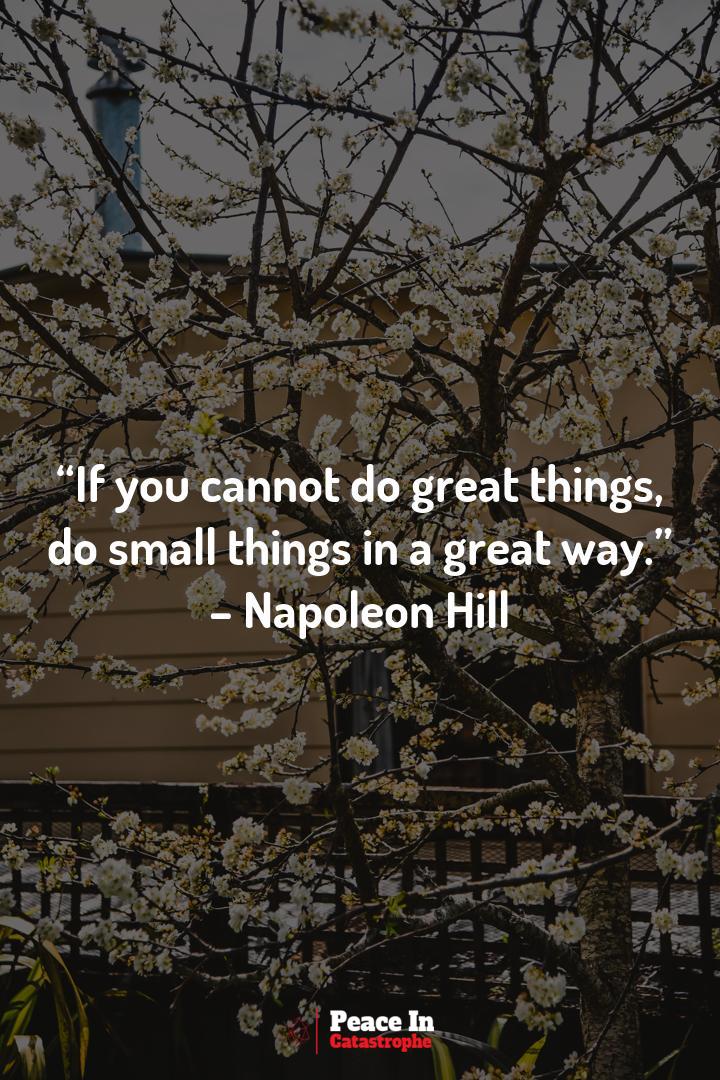 “If you cannot do great things,
do small things in a great way.”
– Napoleon Hill
Peace In
Catastrophe